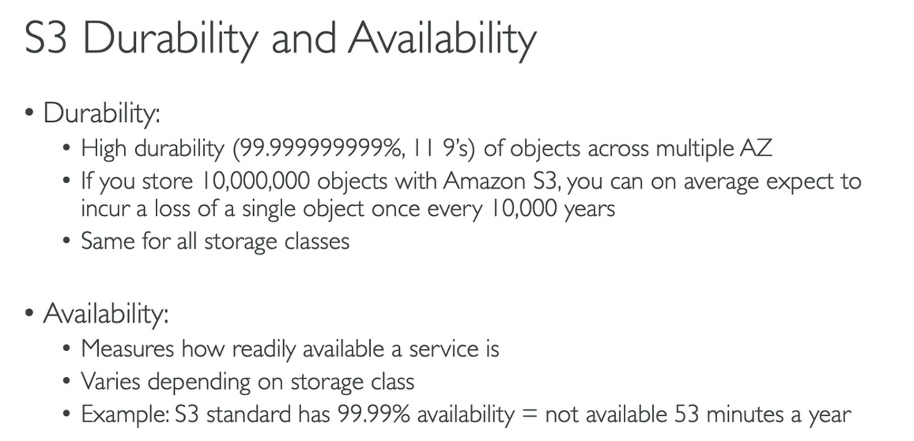 S3 Durability and Availability
• Durability:
• High durability (99.999999999%, 11 9's) of objects across multiple AZ
• If you store 10,000,000 objects with Amazon S3, you can on average expect to
incur a loss of a single object once every 10,000 years
• Same for all storage classes
• Availability:
• Measures how readily available a service is
• Varies depending on storage class
• Example: S3 standard has 99.99% availability = not available 53 minutes a year